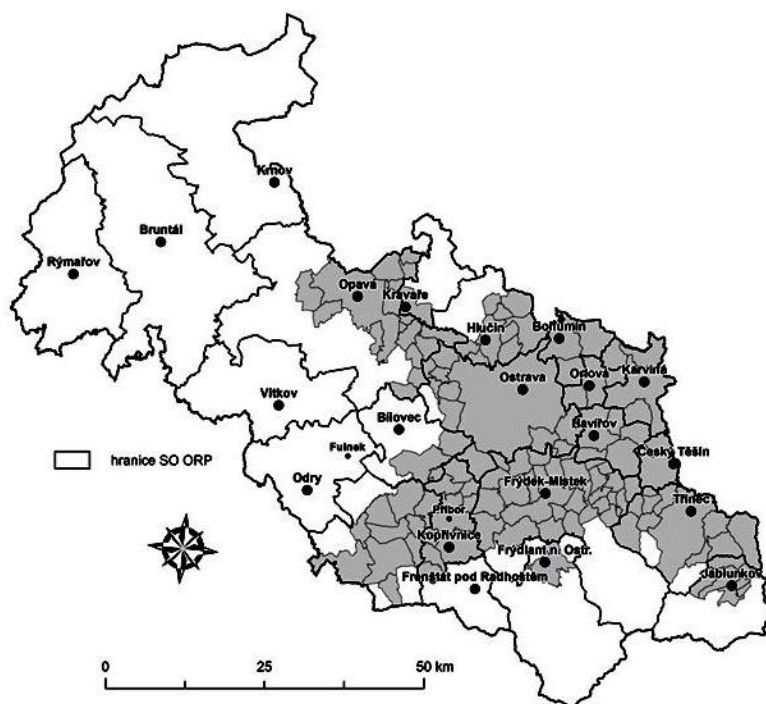 Krnov
Bruntál
Rýmařov
Opava
Kravaře
Hlučín
Bohumín
Ostrava
Orlová
Karviná
Vítkov
Bílovec
Havířov
Fulnek
Český Těšín
hranice SO ORP
Odry
Frýdek-Místek
Třinec
Příbor
Kopřivnice
Frýdlant n. Ostr.
Frenštát pod Radhoštěm
Jablunkov
0 25 50 km